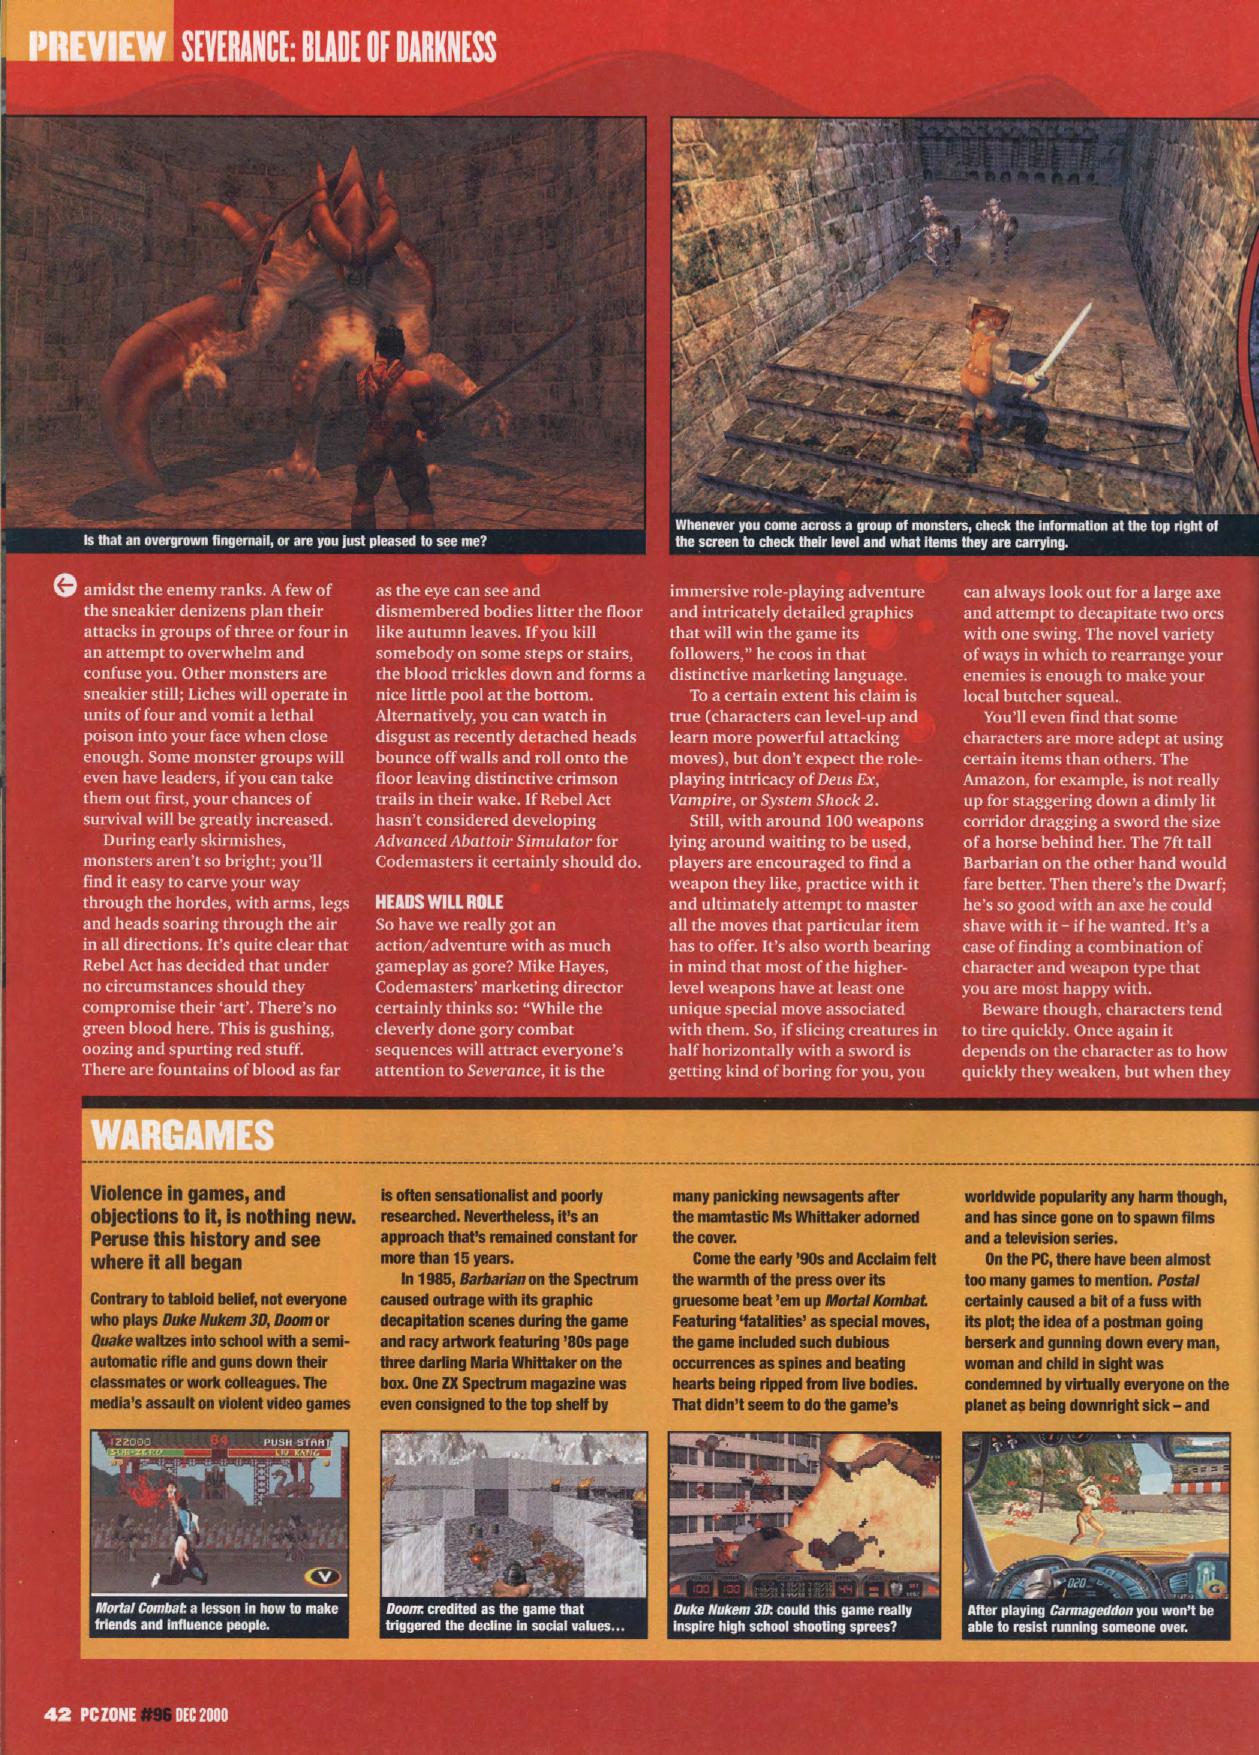 PREVIEW SEVERANCE: BLADE OF DARKNESS
Is that an overgrown fingernail, or are you just pleased to see me?
Whenever you come across a group of monsters, check the information at the top right of
the screen to check their level and what items they are carrying.
amidst the enemy ranks. A few of
the sneakier denizens plan their
attacks in groups of three or four in
an attempt to overwhelm and
confuse you. Other monsters are
sneakier still; Liches will operate in
units of four and vomit a lethal
poison into your face when close
enough. Some monster groups will
even have leaders, if you can take
them out first, your chances of
survival will be greatly increased.
During early skirmishes,
monsters aren't so bright; you'll
find it easy to carve your way
through the hordes, with arms, legs
and heads soaring through the air
in all directions. It's quite clear that
Rebel Act has decided that under
no circumstances should they
compromise their 'art'. There's no
green blood here. This is gushing,
oozing and spurting red stuff.
There are fountains of blood as far
as the eye can see and
dismembered bodies litter the floor
like autumn leaves. If you kill
somebody on some steps or stairs,
the blood trickles down and forms a
nice little pool at the bottom.
Alternatively, you can watch in
disgust as recently detached heads
bounce off walls and roll onto the
floor leaving distinctive crimson
trails in their wake. If Rebel Act
hasn't considered developing
Advanced Abattoir Simulator for
Codemasters it certainly should do.
HEADS WILL ROLE
So have we really got an
action/adventure with as much
gameplay as gore? Mike Hayes,
Codemasters' marketing director
certainly thinks so: "While the
cleverly done gory combat
sequences will attract everyone's
attention to Severance, it is the
immersive role-playing adventure
and intricately detailed graphics
that will win the game its
followers," he coos in that
distinctive marketing language.
To a certain extent his claim is
true (characters can level-up and
learn more powerful attacking
moves), but don't expect the role-
playing intricacy of Deus Ex,
Vampire, or System Shock 2.
Still, with around 100 weapons
lying around waiting to be used,
players are encouraged to find a
weapon they like, practice with it
and ultimately attempt to master
all the moves that particular item
has to offer. It's also worth bearing
in mind that most of the higher-
level weapons have at least one
unique special move associated
with them. So, if slicing creatures in
half horizontally with a sword is
getting kind of boring for you, you
can always look out for a large axe
and attempt to decapitate two orcs
with one swing. The novel variety
of ways in which to rearrange your
enemies is enough to make your
local butcher squeal.
You'll even find that some
characters are more adept at using
certain items than others. The
Amazon, for example, is not really
up for staggering down a dimly lit
corridor dragging a sword the size
of a horse behind her. The 7ft tall
Barbarian on the other hand would
fare better. Then there's the Dwarf;
he's so good with an axe he could
shave with it – if he wanted. It's a
case of finding a combination of
character and weapon type that
you are most happy with.
Beware though, characters tend
to tire quickly. Once again it
depends on the character as to how
quickly they weaken, but when they
WARGAMES
Violence in games, and
objections to it, is nothing new.
Peruse this history and see
where it all began
Contrary to tabloid belief, not everyone
who plays Duke Nukem 3D, Doom or
Quake waltzes into school with a semi-
automatic rifle and guns down their
classmates or work colleagues. The
media's assault on violent video games
is often sensationalist and poorly
researched. Nevertheless, it's an
approach that's remained constant for
more than 15 years.
In 1985, Barbarian on the Spectrum
caused outrage with its graphic
decapitation scenes during the game
and racy artwork featuring '80s page
three darling Maria Whittaker on the
box. One ZX Spectrum magazine was
even consigned to the top shelf by
many panicking newsagents after
the mamtastic Ms Whittaker adorned
the cover.
Come the early '90s and Acclaim felt
the warmth of the press over its
gruesome beat 'em up Mortal Kombat.
Featuring 'fatalities' as special moves,
the game included such dubious
occurrences as spines and beating
hearts being ripped from live bodies.
That didn't seem to do the game's
worldwide popularity any harm though,
and has since gone on to spawn films
and a television series.
On the PC, there have been almost
too many games to mention. Postal
certainly caused a bit of a fuss with
its plot; the idea of a postman going
berserk and gunning down every man,
woman and child in sight was
condemned by virtually everyone on the
planet as being downright sick – and
122000 64 PUSH START
SUB-ZERO LIU KANG
V
Mortal Combat: a lesson in how to make
friends and influence people.
Doom: credited as the game that
triggered the decline in social values...
100 100 44
Duke Nukem 3D: could this game really
inspire high school shooting sprees?
020
After playing Carmageddon you won't be
able to resist running someone over.
42 PCZONE #96 DEC 2000